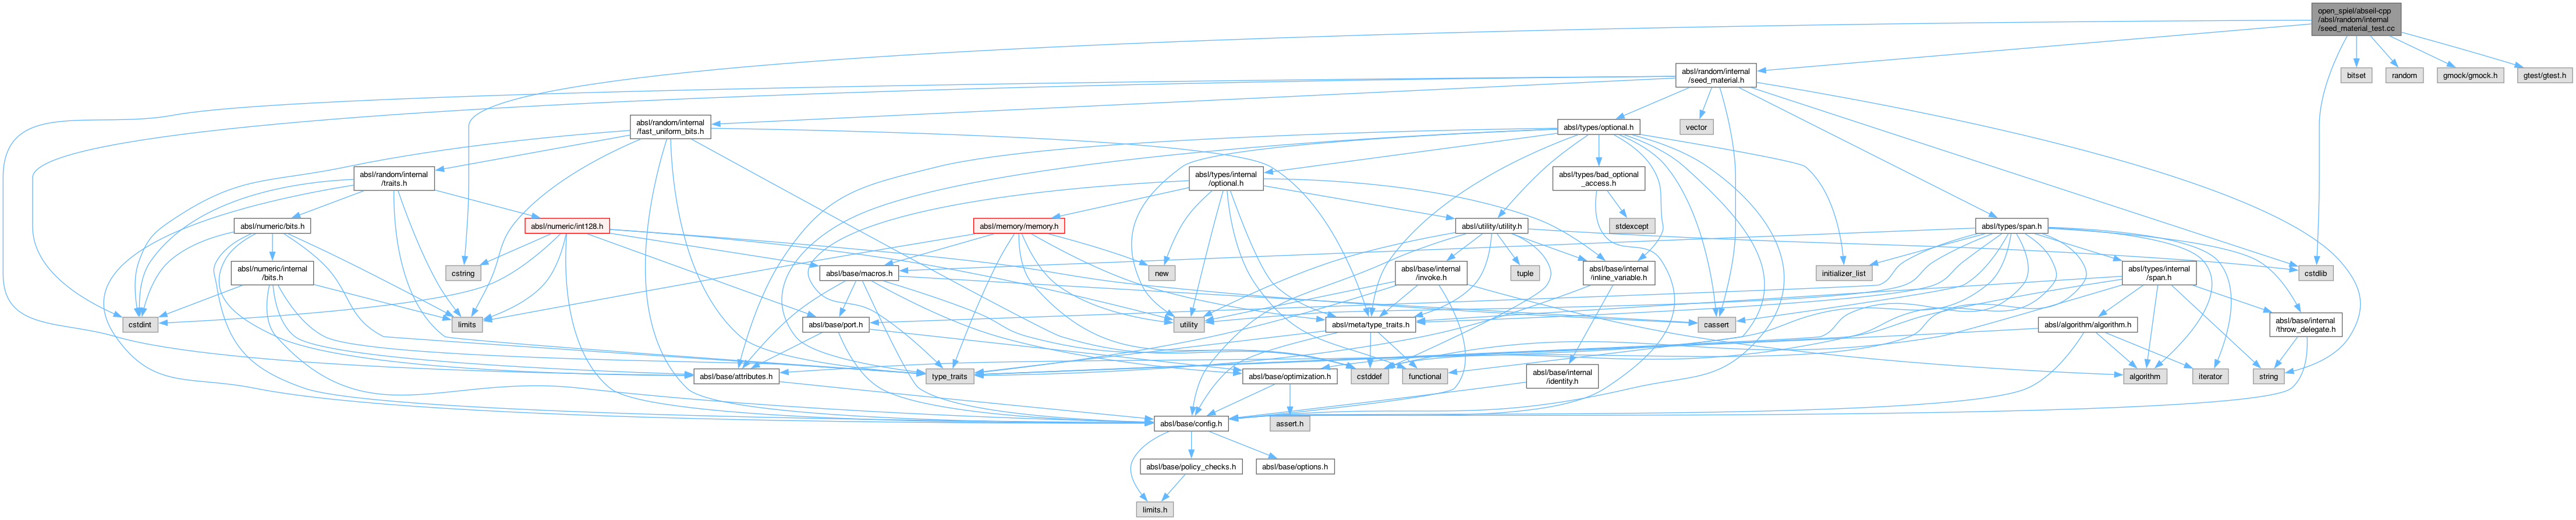 open_spiel/abseil-cpp
/absl/random/internal
/seed_material_test.cc
absl/random/internal
/seed_material.h
bitset
random
gmock/gmock.h
gtest/gtest.h
absl/random/internal
/fast_uniform_bits.h
absl/types/optional.h
vector
absl/random/internal
/traits.h
absl/types/internal
/optional.h
absl/types/bad_optional
_access.h
absl/numeric/bits.h
absl/numeric/int128.h
absl/memory/memory.h
absl/utility/utility.h
stdexcept
absl/types/span.h
absl/numeric/internal
/bits.h
cstring
absl/base/macros.h
new
absl/base/internal
/invoke.h
tuple
absl/base/internal
/inline_variable.h
initializer_list
absl/types/internal
/span.h
cstdlib
cstdint
limits
absl/base/port.h
utility
absl/meta/type_traits.h
cassert
absl/algorithm/algorithm.h
absl/base/internal
/throw_delegate.h
absl/base/attributes.h
type_traits
absl/base/optimization.h
cstddef
functional
absl/base/internal
/identity.h
algorithm
iterator
string
absl/base/config.h
assert.h
absl/base/policy_checks.h
absl/base/options.h
limits.h